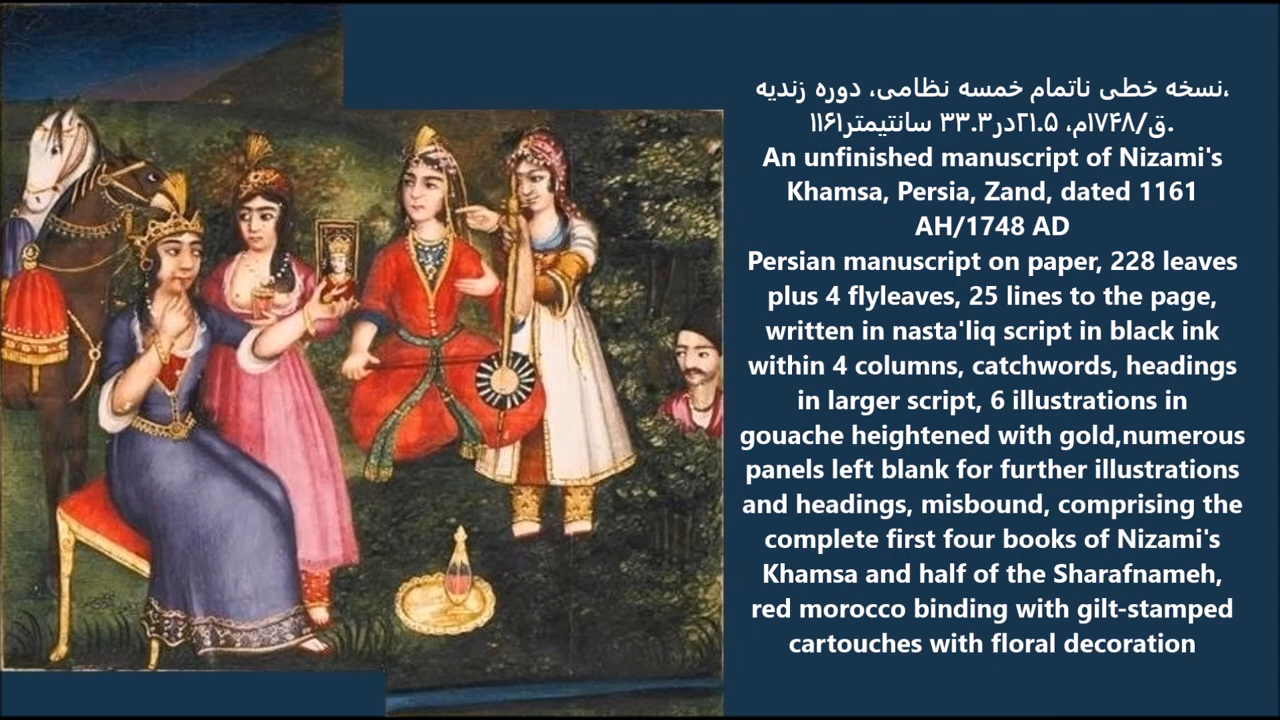 نسخه خطی ناتمام خمسه نظامی، دوره زندیه،
.ق/۱۷۴۸م، ۲۱.۵در۳۳.۳ سانتیمتر۱۱۶۱
An unfinished manuscript of Nizami's
Khamsa, Persia, Zand, dated 1161
AH/1748 AD
Persian manuscript on paper, 228 leaves
plus 4 flyleaves, 25 lines to the page,
written in nasta'liq script in black ink
within 4 columns, catchwords, headings
in larger script, 6 illustrations in
gouache heightened with gold,numerous
panels left blank for further illustrations
and headings, misbound, comprising the
complete first four books of Nizami's
Khamsa and half of the Sharafnameh,
red morocco binding with gilt-stamped
cartouches with floral decoration